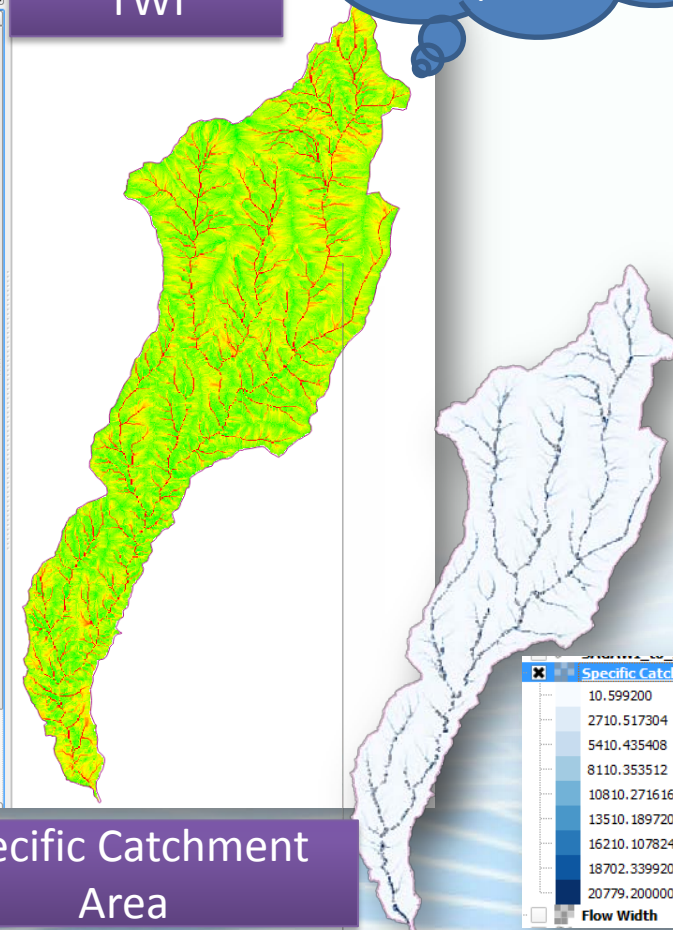 TWI
Specific Catch
10.599200
2710.517304
5410.435408
8110.353512
10810.271616
13510.189720
16210.107824
18702.339920
20779.200000
Flow Width
ecific Catchment
Area